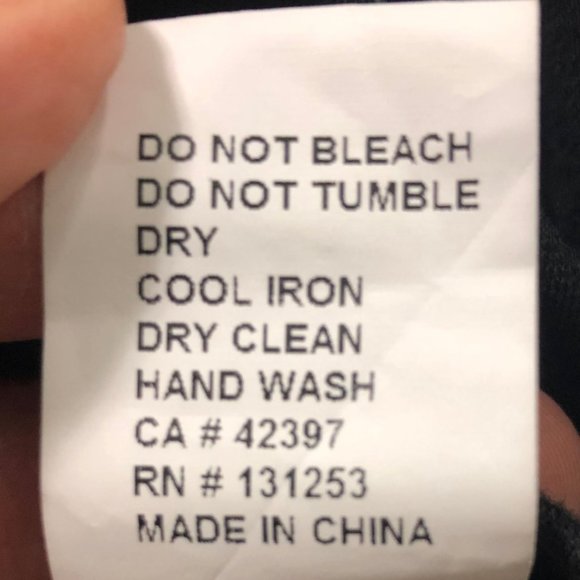 DO NOT BLEACH
DO NOT TUMBLE
DRY
COOL IRON
DRY CLEAN
HAND WASH
CA # 42397
RN # 131253
MADE IN CHINA